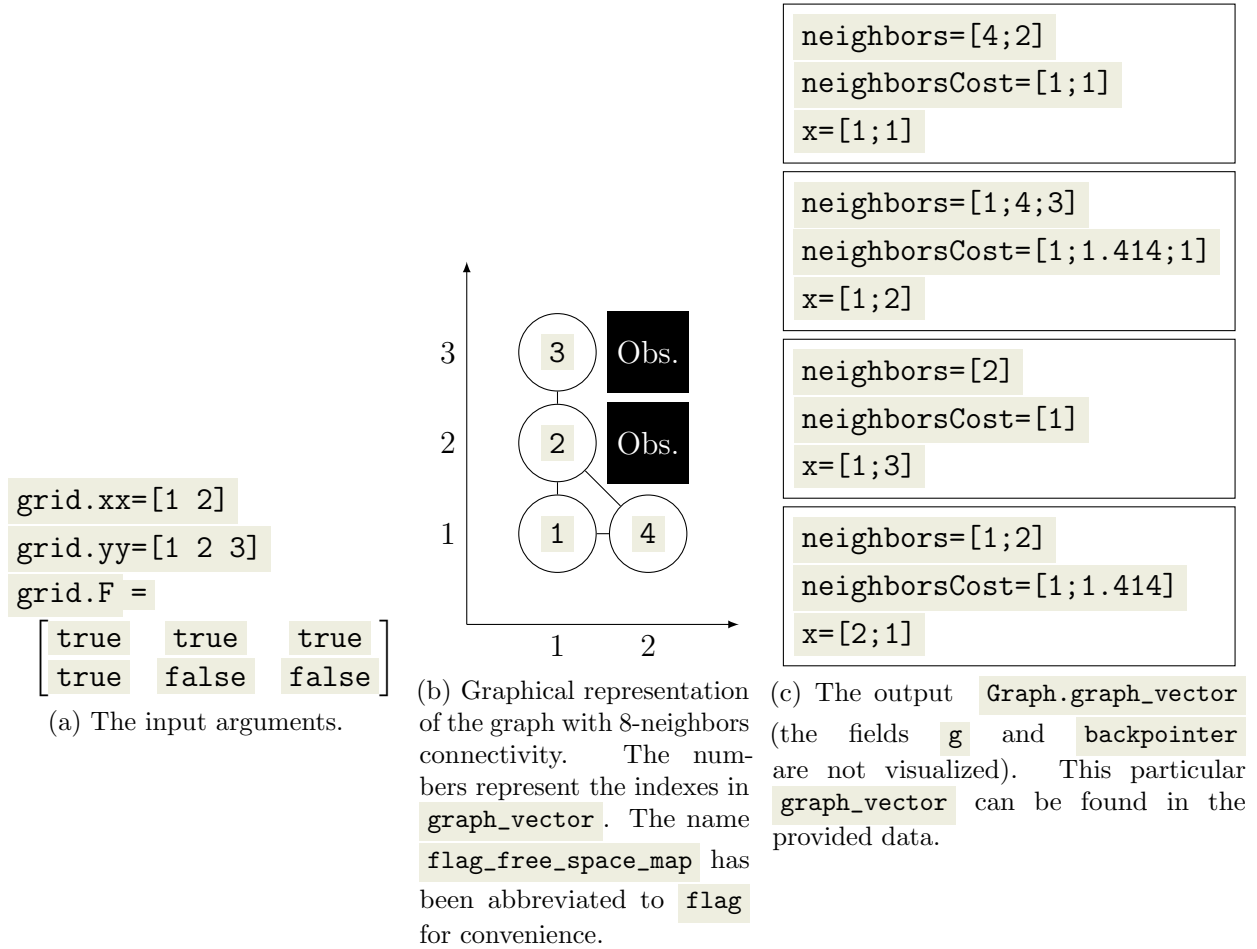 grid.xx=[1 2]
grid.yy=[1 2 3]
grid.F =
true true true
true false false
(a) The input arguments.
3
2
1
3 Obs.
2 Obs.
1 4
1 2
(b) Graphical representation
of the graph with 8-neighbors
connectivity. The num-
bers represent the indexes in
graph_vector. The name
flag_free_space_map has
been abbreviated to flag
for convenience.
neighbors=[4;2]
neighborsCost=[1;1]
x=[1;1]
neighbors=[1;4;3]
neighborsCost=[1;1.414;1]
x=[1;2]
neighbors=[2]
neighborsCost=[1]
x=[1;3]
neighbors=[1;2]
neighborsCost=[1;1.414]
x=[2;1]
(c) The output Graph.graph_vector
(the fields g and backpointer
are not visualized). This particular
graph_vector can be found in the
provided data.